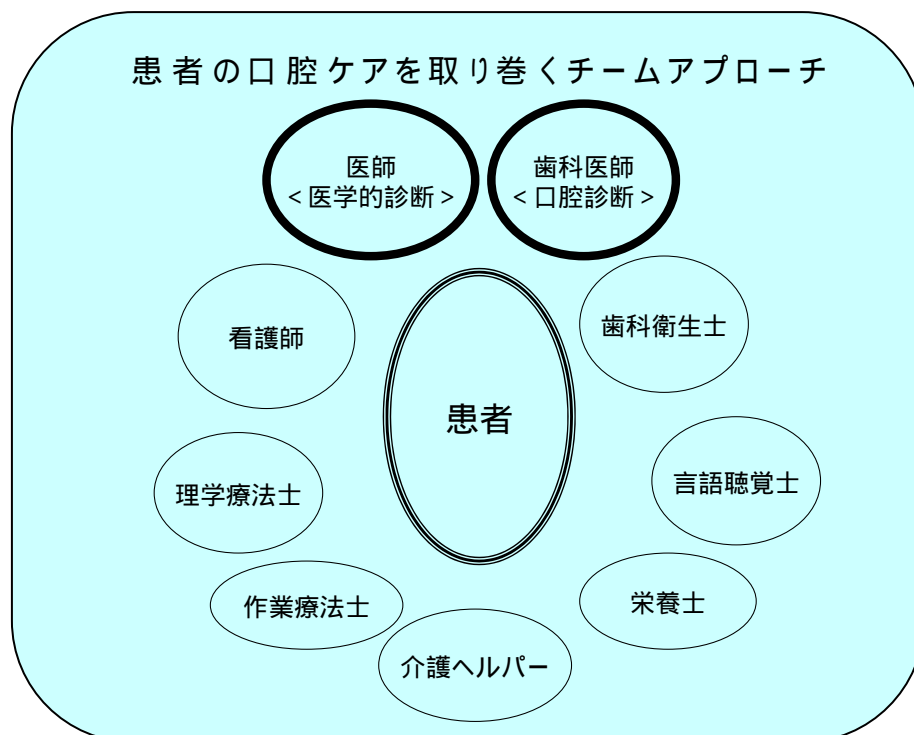 患者の口腔ケアを取り巻くチームアプローチ
医師
<医学的診断>
歯科医師
<口腔診断>
看護師
歯科衛生士
患者
理学療法士
言語聴覚士
作業療法士
栄養士
介護ヘルパー